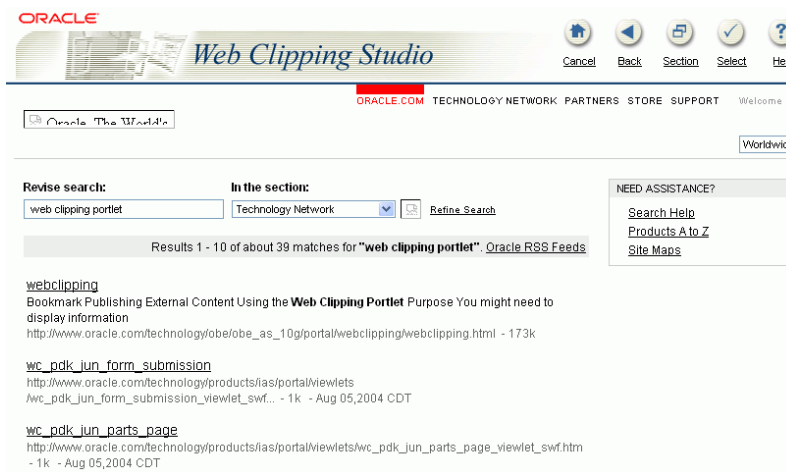 ORACLE
Web Clipping Studio
Cancel Back Section Select
ORACLE.COM TECHNOLOGY NETWORK PARTNERS STORE SUPPORT Welcome
Oracle, The World's
Revise search: In the section:
web clipping portlet Technology Network Refine Search
NEED ASSISTANCE?
Search Help
Products A to Z
Site Maps
Results 1 - 10 of about 39 matches for "web clipping portlet". Oracle RSS Feeds
webclipping
Bookmark Publishing External Content Using the Web Clipping Portlet Purpose You might need to
display information
http://www.oracle.com/technology/obe/obe_as_10g/portal/webclipping/webclipping.html - 173k
wc_pdk_jun_form_submission
http://www.oracle.com/technology/products/ias/portal/viewlets
/wc_pdk_jun_form_submission_viewlet_swf... - 1k - Aug 05,2004 CDT
wc_pdk_jun_parts_page
http://www.oracle.com/technology/products/ias/portal/viewlets/wc_pdk_jun_parts_page_viewlet_swf.htm
- 1k - Aug 05,2004 CDT